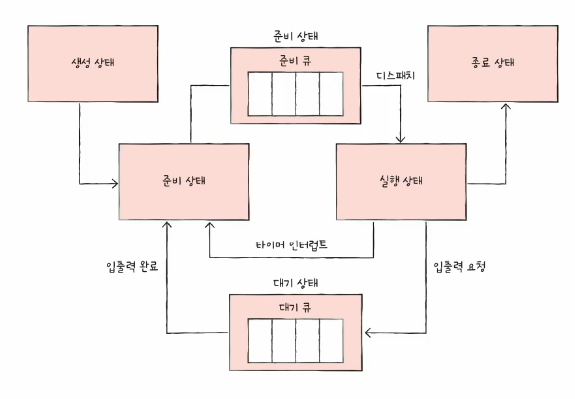 준비 상태
생성 상태
준비 큐
종료 상태
디스패치
준비 상태
실행 상태
타이머 인터럽트
입출력 완료
입출력 요청
대기 상태
대기 큐